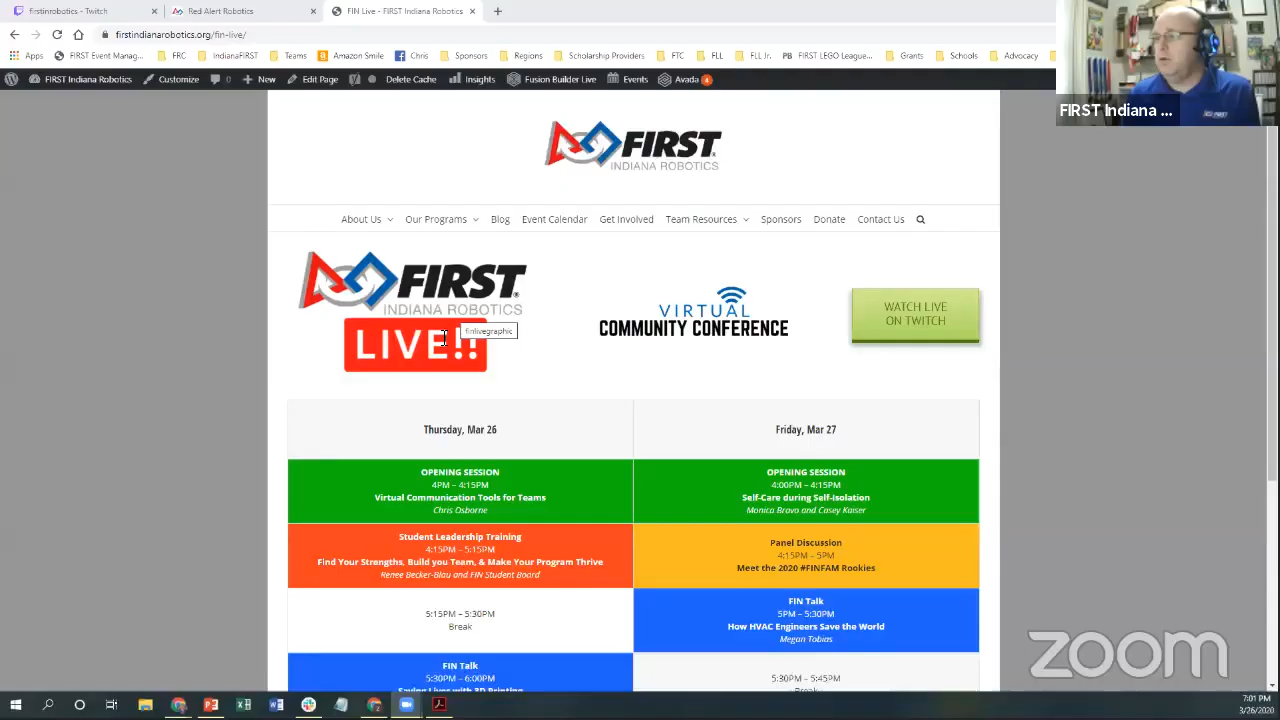 firstinrobotics - Twitch
Red Alert Robotics
FIN Live - FIRST Indiana Robotics
firstindianarobotics.org/fin-live/
FRC
IndianaFIRST
Teams
Amazon Smile
Chris
Sponsors
Regions
Scholarship Providers
FTC
FLL
FLL Jr.
PB FIRST LEGO League...
Grants
Schools
Advocacy
FIRST Indiana Robotics
Customize
0
New
Edit Page
Delete Cache
Insights
Fusion Builder Live
Events
Avada 4
FIRST Indiana ...
FIRST
INDIANA ROBOTICS
About Us
Our Programs
Blog
Event Calendar
Get Involved
Team Resources
Sponsors
Donate
Contact Us
FIRST
INDIANA ROBOTICS
LIVE!!
finlivegraphic
VIRTUAL
COMMUNITY CONFERENCE
WATCH LIVE
ON TWITCH
Thursday, Mar 26
Friday, Mar 27
OPENING SESSION
4PM – 4:15PM
Virtual Communication Tools for Teams
Chris Osborne
OPENING SESSION
4:00PM – 4:15PM
Self-Care during Self-Isolation
Monica Bravo and Casey Kaiser
Student Leadership Training
4:15PM – 5:15PM
Find Your Strengths, Build you Team, & Make Your Program Thrive
Renee Becker-Blau and FIN Student Board
Panel Discussion
4:15PM – 5PM
Meet the 2020 #FINFAM Rookies
5:15PM – 5:30PM
Break
FIN Talk
5PM – 5:30PM
How HVAC Engineers Save the World
Megan Tobias
FIN Talk
5:30PM – 6:00PM
Saving Lives with 3D Printing
5:30PM – 5:45PM
- Break -
zoom
7:01 PM
3/26/2020